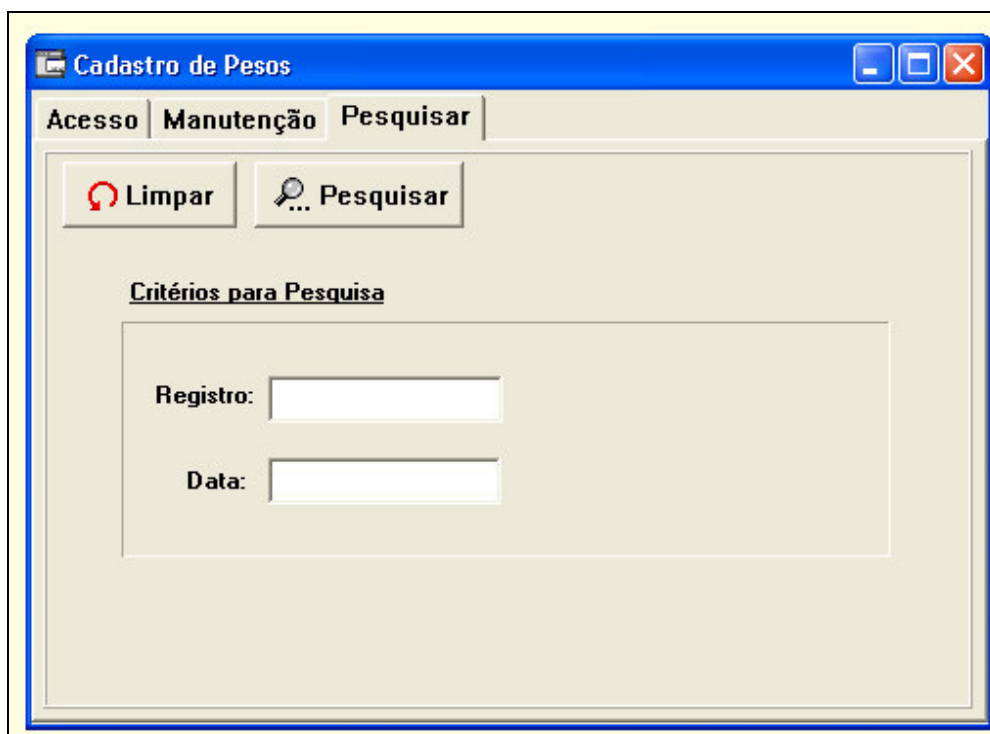 Cadastro de Pesos
Acesso Manutenção Pesquisar
Limpar ... Pesquisar
Critérios para Pesquisa
Registro:
Data: